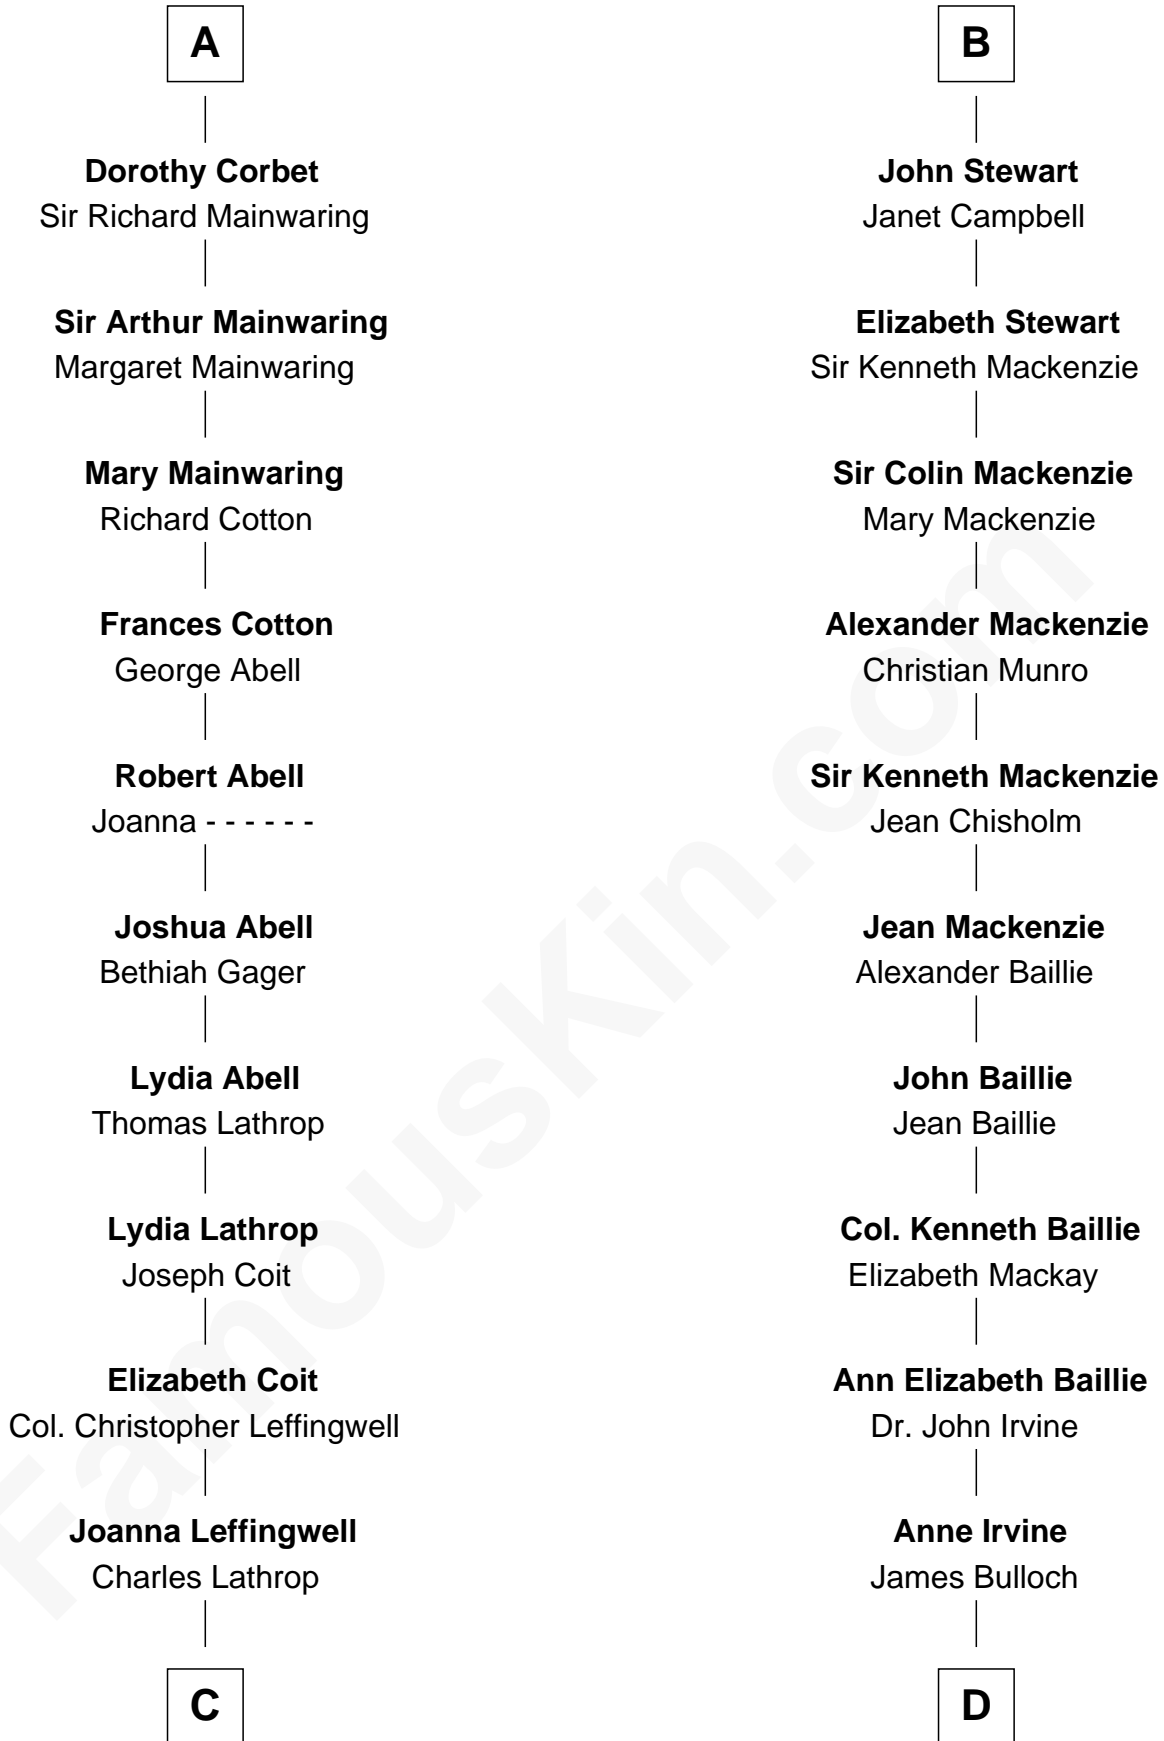 A
Dorothy Corbet
Sir Richard Mainwaring
Sir Arthur Mainwaring
Margaret Mainwaring
Mary Mainwaring
Richard Cotton
Frances Cotton
George Abell
Robert Abell
Joanna - - - - - -
Joshua Abell
Bethiah Gager
Lydia Abell
Thomas Lathrop
Lydia Lathrop
Joseph Coit
Elizabeth Coit
Col. Christopher Leffingwell
Joanna Leffingwell
Charles Lathrop
C
B
John Stewart
Janet Campbell
Elizabeth Stewart
Sir Kenneth Mackenzie
Sir Colin Mackenzie
Mary Mackenzie
Alexander Mackenzie
Christian Munro
Sir Kenneth Mackenzie
Jean Chisholm
Jean Mackenzie
Alexander Baillie
John Baillie
Jean Baillie
Col. Kenneth Baillie
Elizabeth Mackay
Ann Elizabeth Baillie
Dr. John Irvine
Anne Irvine
James Bulloch
D
FamousKin.com